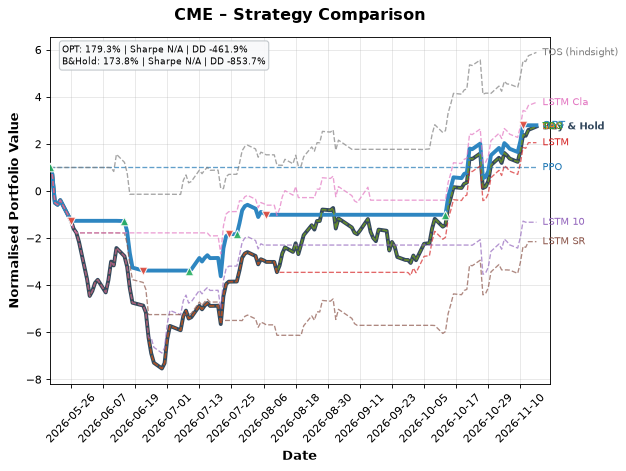 CME – Strategy Comparison
OPT: 179.3% | Sharpe N/A | DD -461.9%
B&Hold: 173.8% | Sharpe N/A | DD -853.7%
TOS (hindsight)
LSTM Cla
Buy & Hold
LSTM
PPO
LSTM 10
LSTM SR
Normalised Portfolio Value
6
4
2
0
−2
−4
−6
−8
2026-05-26
2026-06-07
2026-06-19
2026-07-01
2026-07-13
2026-07-25
2026-08-06
2026-08-18
2026-08-30
2026-09-11
2026-09-23
2026-10-05
2026-10-17
2026-10-29
2026-11-10
Date